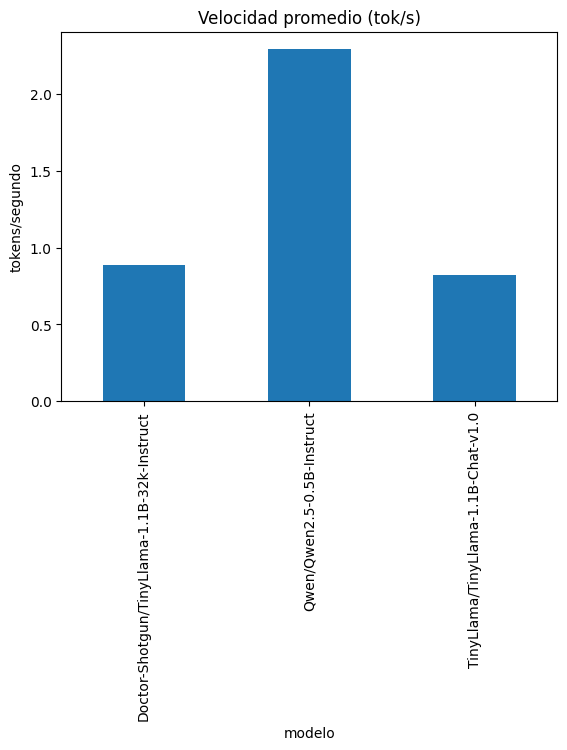 Velocidad promedio (tok/s)
tokens/segundo
2.0
1.5
1.0
0.5
0.0
Doctor-Shotgun/TinyLlama-1.1B-32k-Instruct
Qwen/Qwen2.5-0.5B-Instruct
TinyLlama/TinyLlama-1.1B-Chat-v1.0
modelo